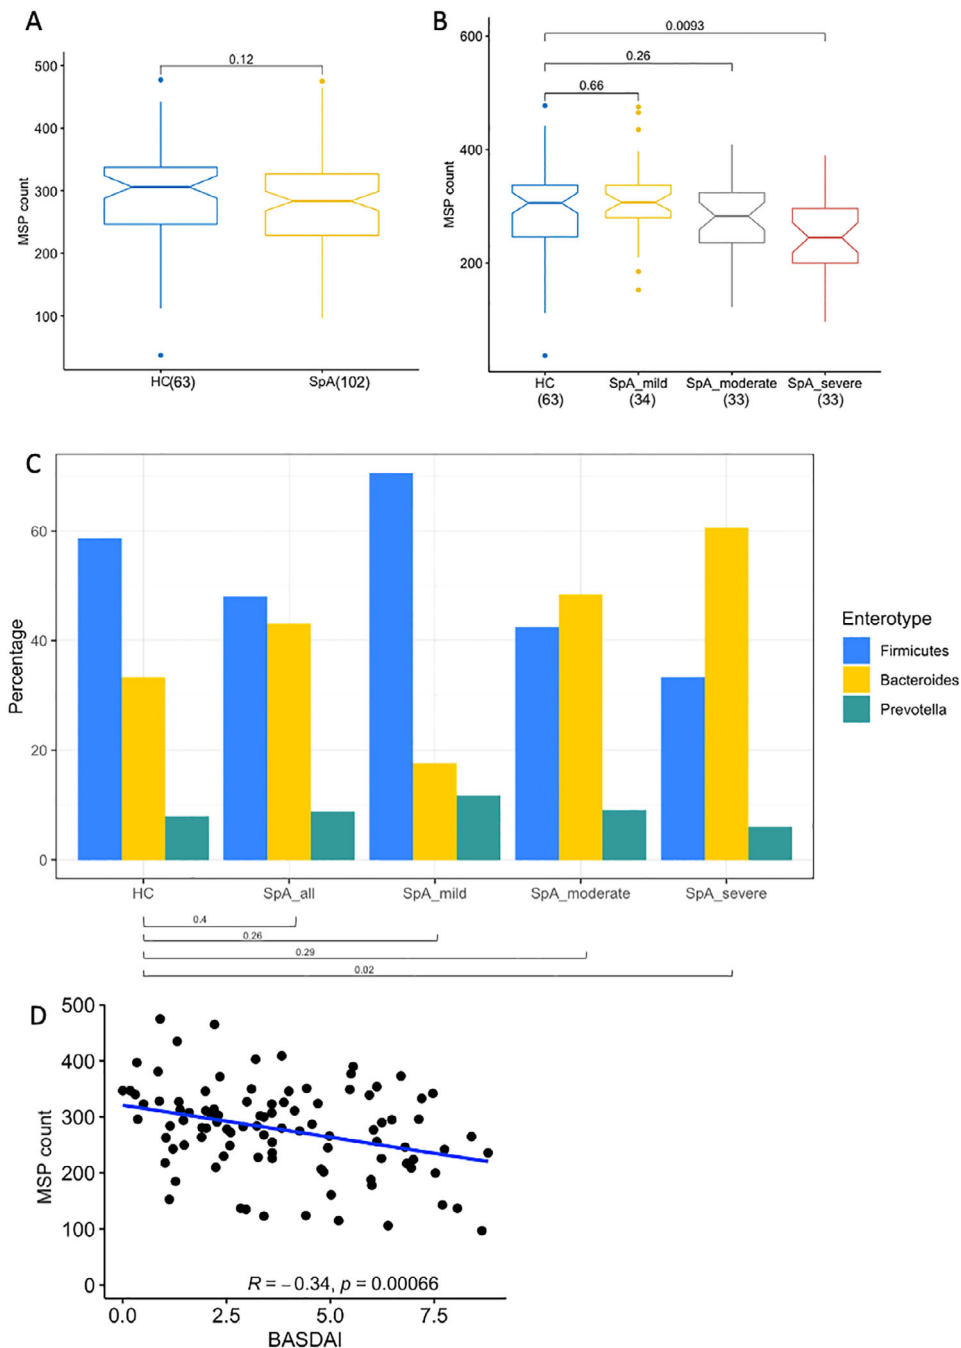 A
0.12
500
400
300
200
100
MSP count
HC(63)
SpA(102)
B
0.0093
0.26
0.66
600
400
200
MSP count
HC
SpA_mild
SpA_moderate
SpA_severe
(63)
(34)
(33)
(33)
C
60
40
20
0
Percentage
HC
SpA_all
SpA_mild
SpA_moderate
SpA_severe
Enterotype
Firmicutes
Bacteroides
Prevotella
0.4
0.26
0.29
0.02
D
500
400
300
200
100
0
MSP count
R = −0.34, p = 0.00066
0.0
2.5
5.0
7.5
BASDAI